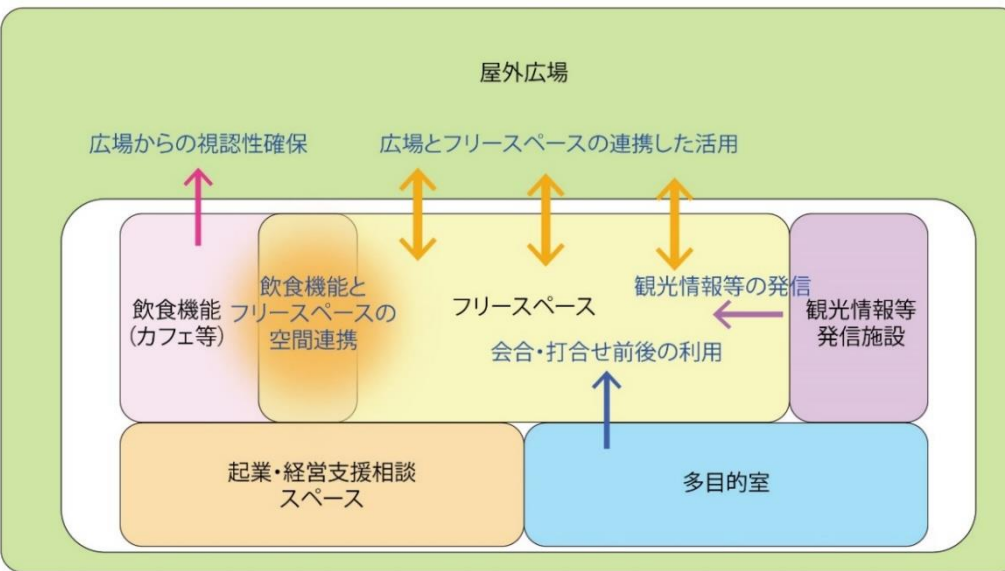 屋外広場
広場からの視認性確保
広場とフリースペースの連携した活用
飲食機能
(カフェ等)
飲食機能と
フリースペースの
空間連携
フリースペース
観光情報等の発信
観光情報等
発信施設
会合・打合せ前後の利用
起業・経営支援相談
スペース
多目的室